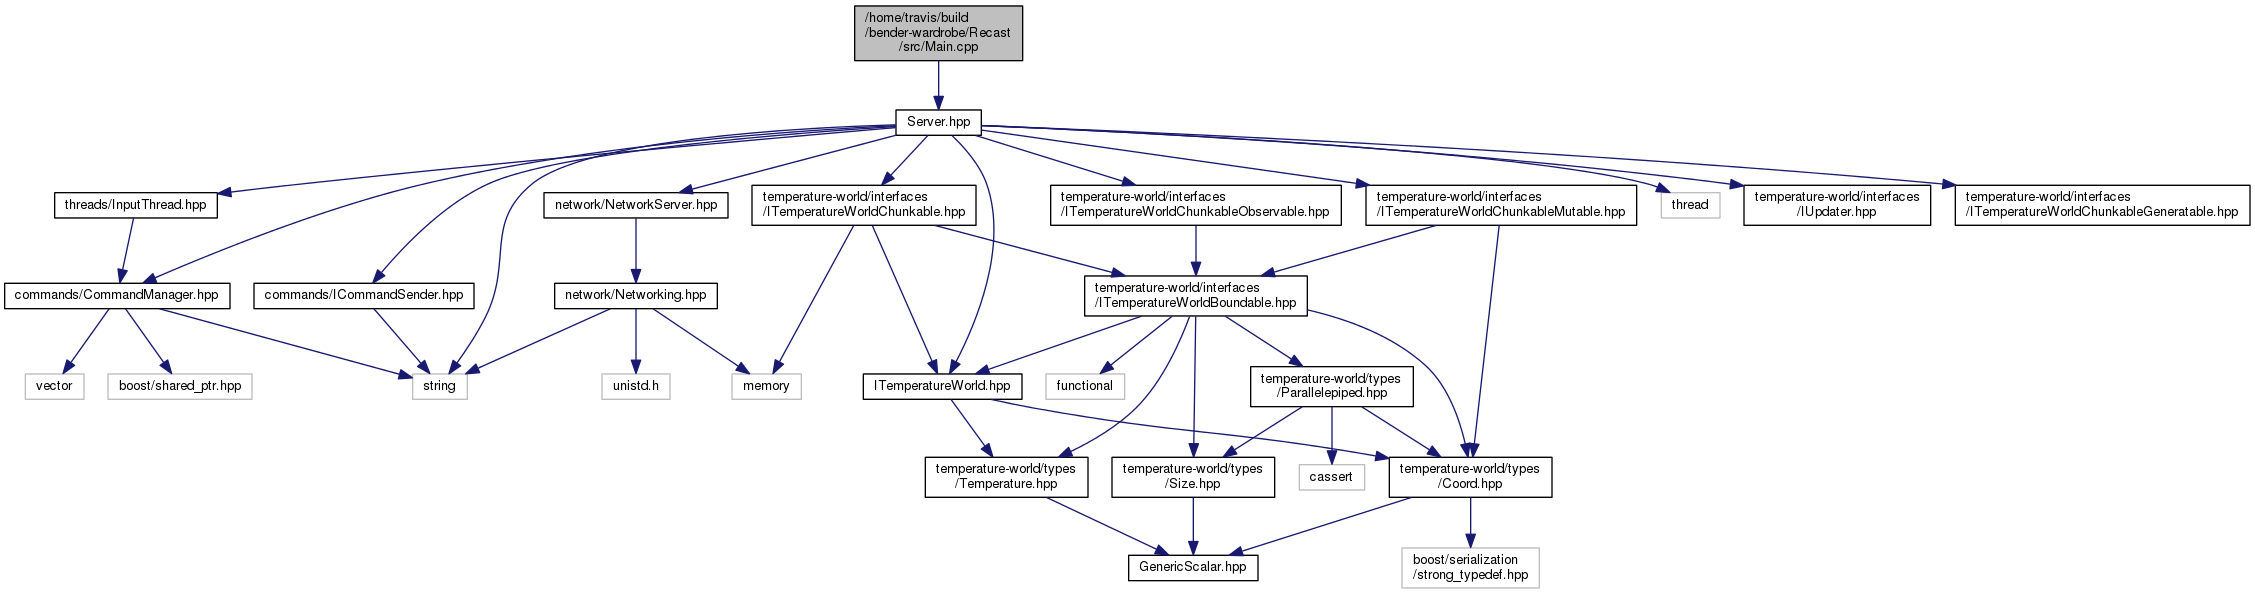 /home/travis/build
/bender-wardrobe/Recast
/src/Main.cpp
Server.hpp
threads/InputThread.hpp
network/NetworkServer.hpp
temperature-world/interfaces
/ITemperatureWorldChunkable.hpp
temperature-world/interfaces
/ITemperatureWorldChunkableObservable.hpp
temperature-world/interfaces
/ITemperatureWorldChunkableMutable.hpp
thread
temperature-world/interfaces
/IUpdater.hpp
temperature-world/interfaces
/ITemperatureWorldChunkableGeneratable.hpp
commands/CommandManager.hpp
commands/ICommandSender.hpp
network/Networking.hpp
temperature-world/interfaces
/ITemperatureWorldBoundable.hpp
vector
boost/shared_ptr.hpp
string
unistd.h
memory
ITemperatureWorld.hpp
functional
temperature-world/types
/Parallelepiped.hpp
temperature-world/types
/Temperature.hpp
temperature-world/types
/Size.hpp
cassert
temperature-world/types
/Coord.hpp
GenericScalar.hpp
boost/serialization
/strong_typedef.hpp